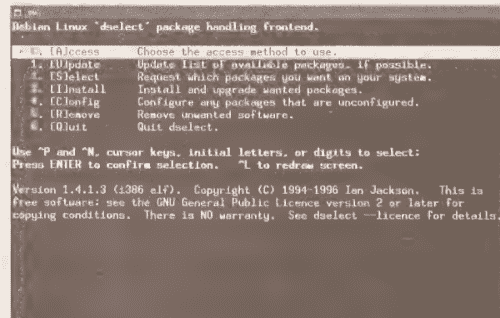 Debian Linux `dselect' package handling frontend.
0. [A]ccess Choose the access method to use.
1. [U]pdate Update list of available packages, if possible.
2. [S]elect Request which packages you want on your system.
3. [I]nstall Install and upgrade wanted packages.
4. [C]onfig Configure any packages that are unconfigured.
5. [R]emove Remove unwanted software.
6. [Q]uit Quit dselect.
Use ^P and ^N, cursor keys, initial letters, or digits to select;
Press ENTER to confirm selection. ^L to redraw screen.
Version 1.4.1.3 (i386 elf). Copyright (C) 1994-1996 Ian Jackson. This is
free software; see the GNU General Public Licence version 2 or later for
copying conditions. There is NO warranty. See dselect --licence for details.